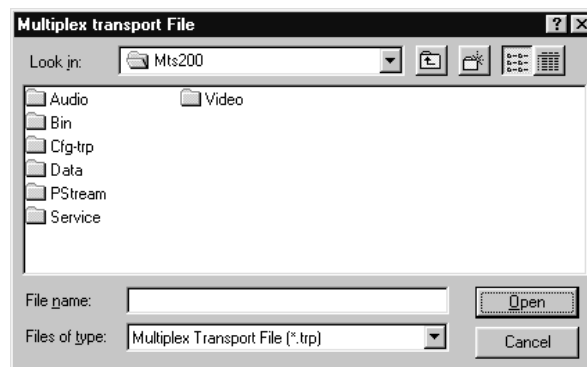 Multiplex transport File
Look in: Mts200
Audio Video
Bin
Cfg-trp
Data
PStream
Service
File name: Open
Files of type: Multiplex Transport File (*.trp) Cancel